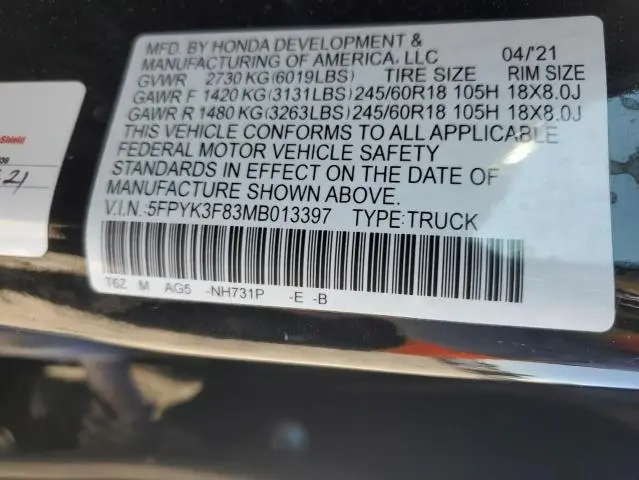 MFD. BY HONDA DEVELOPMENT &
MANUFACTURING OF AMERICA, LLC 04/'21
GVWR 2730 KG(6019LBS) TIRE SIZE RIM SIZE
GAWR F 1420 KG(3131LBS) 245/60R18 105H 18X8.0J
GAWR R 1480 KG(3263LBS) 245/60R18 105H 18X8.0J
THIS VEHICLE CONFORMS TO ALL APPLICABLE
FEDERAL MOTOR VEHICLE SAFETY
STANDARDS IN EFFECT ON THE DATE OF
MANUFACTURE SHOWN ABOVE.
V.I.N.:5FPYK3F83MB013397 TYPE:TRUCK
T6Z M AG5 -NH731P -E -B
Shield